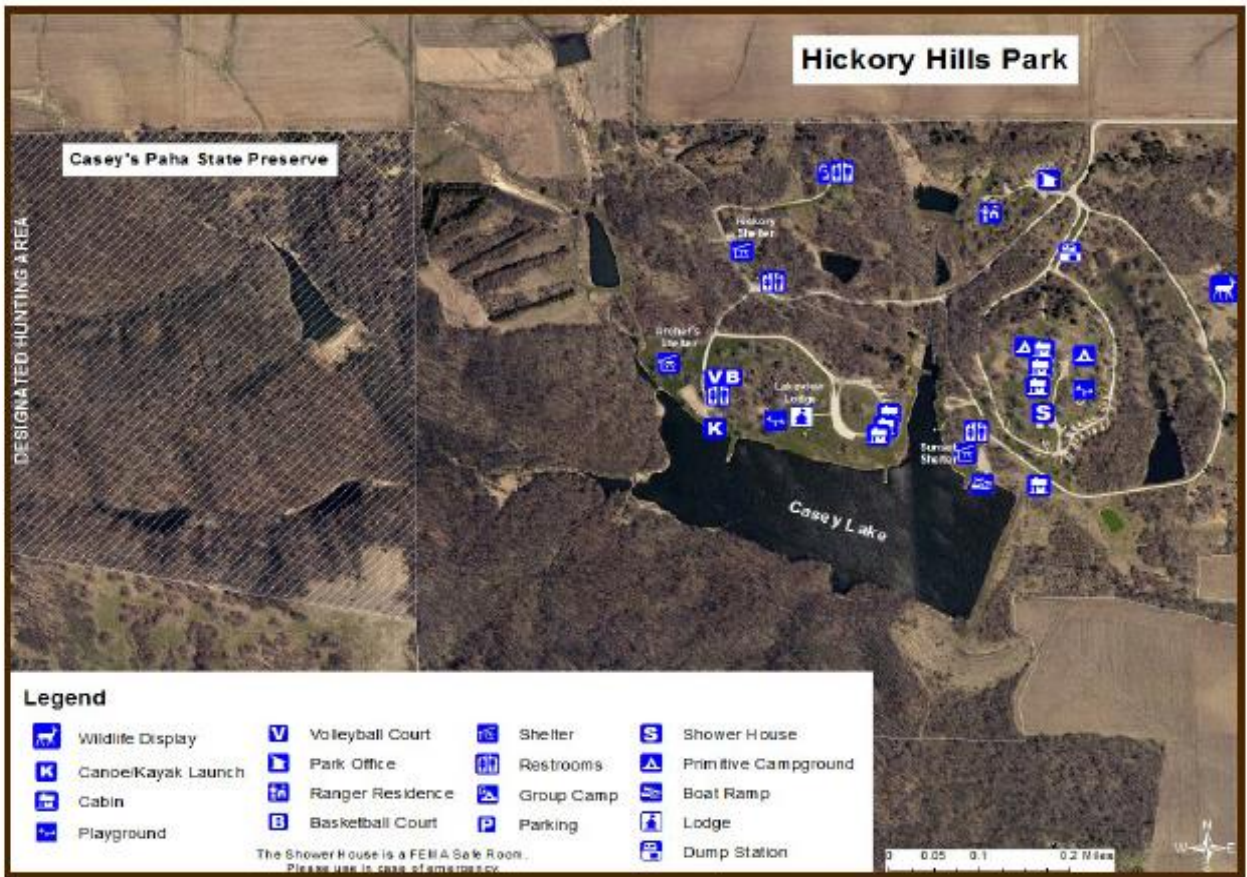 Hickory Hills Park
Casey's Paha State Preserve
DESIGNATED HUNTING AREA
G
Hickory
Shelter
Archer's
Shelter
V B
K
Lakeview
Lodge
S
Sunset
Shelter
Casey Lake
Legend
Wildlife Display
K Canoe/Kayak Launch
Cabin
Playground
V Volleyball Court
Park Office
Ranger Residence
B Basketball Court
Shelter
Restrooms
G Group Camp
P Parking
S Shower House
Primitive Campground
Boat Ramp
Lodge
Dump Station
The Shower House is a FEMA Safe Room.
Please use in case of emergency.
0 0.05 0.1 0.2 Miles
N
W E
S